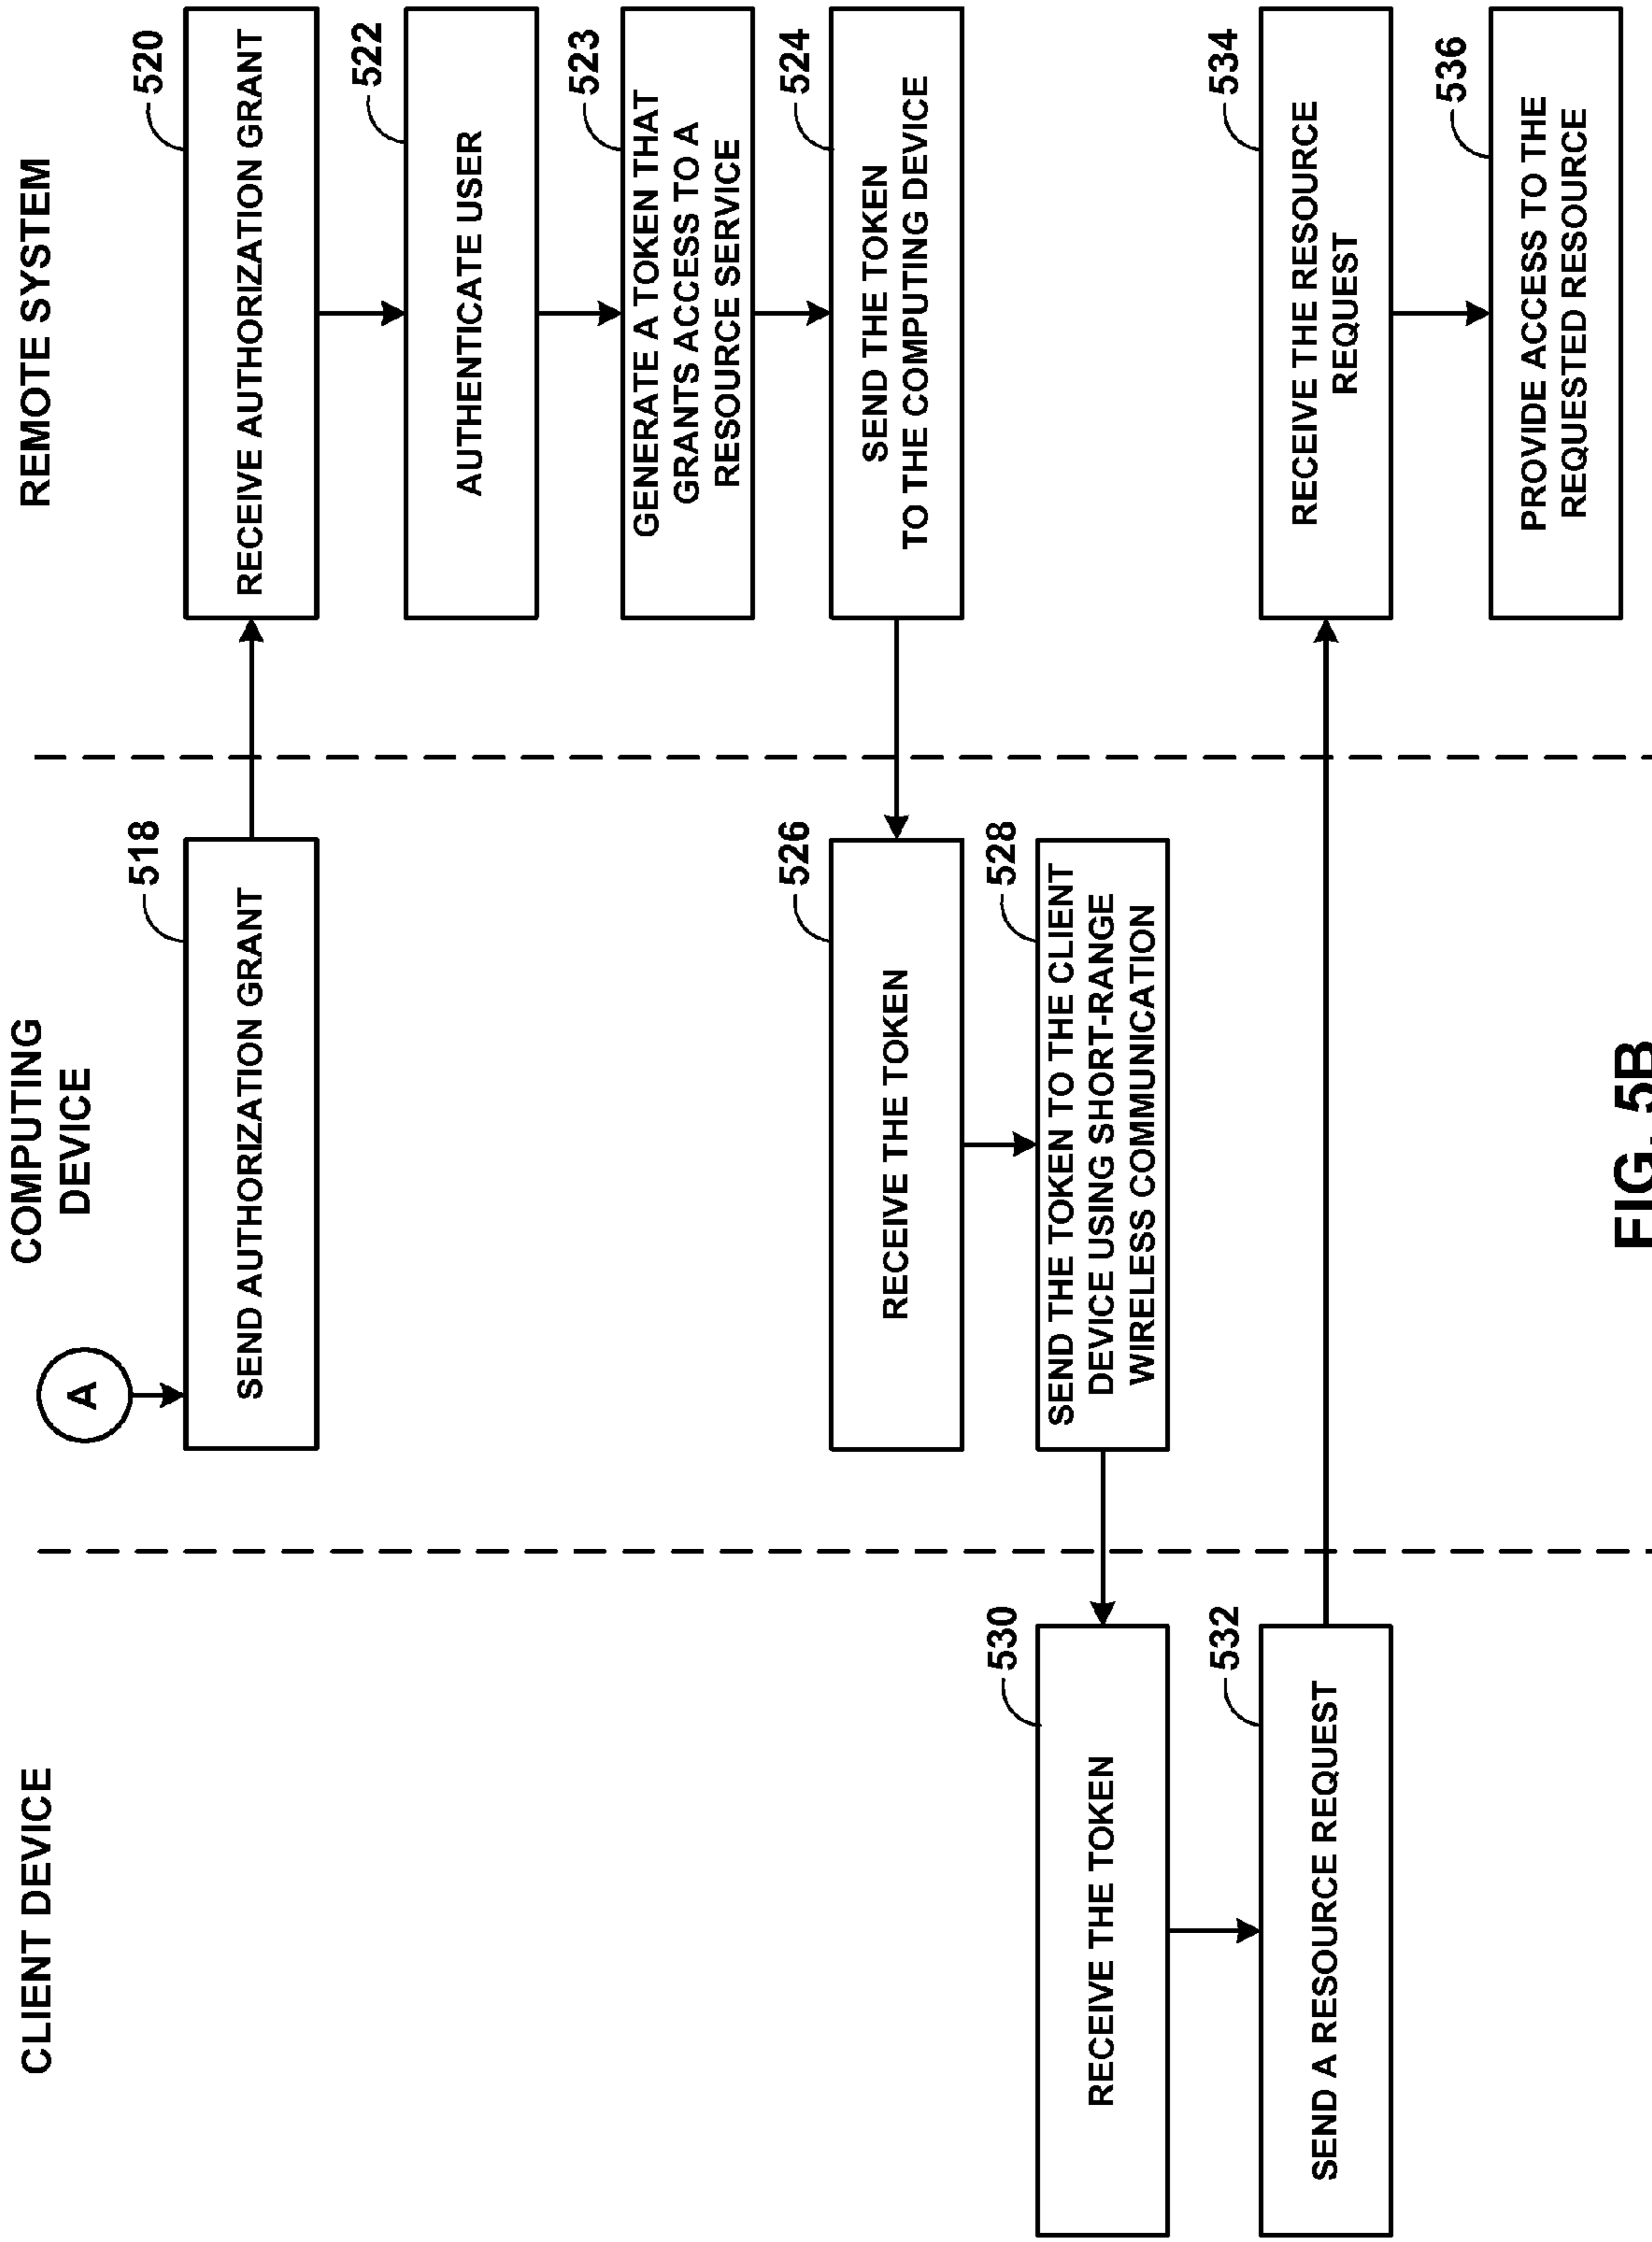 CLIENT DEVICE
COMPUTING
DEVICE
REMOTE SYSTEM
A
518
SEND AUTHORIZATION GRANT
520
RECEIVE AUTHORIZATION GRANT
522
AUTHENTICATE USER
523
GENERATE A TOKEN THAT
GRANTS ACCESS TO A
RESOURCE SERVICE
524
SEND THE TOKEN
TO THE COMPUTING DEVICE
526
RECEIVE THE TOKEN
528
SEND THE TOKEN TO THE CLIENT
DEVICE USING SHORT-RANGE
WIRELESS COMMUNICATION
530
RECEIVE THE TOKEN
532
SEND A RESOURCE REQUEST
534
RECEIVE THE RESOURCE
REQUEST
536
PROVIDE ACCESS TO THE
REQUESTED RESOURCE
FIG. 5B